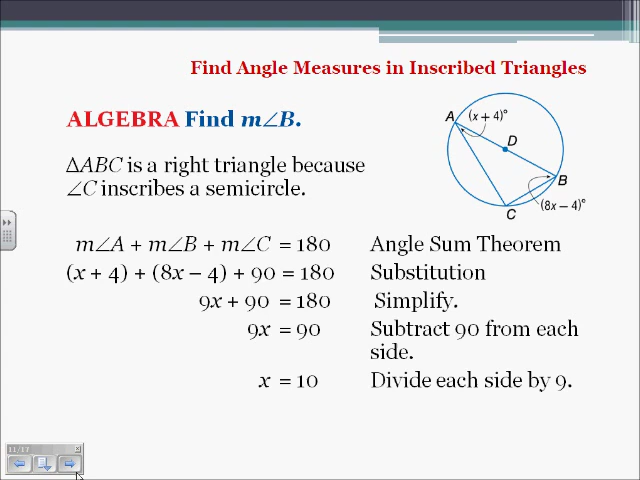 Find Angle Measures in Inscribed Triangles
ALGEBRA Find m∠B.
A
(x + 4)°
D
B
C
(8x – 4)°
ΔABC is a right triangle because
∠C inscribes a semicircle.
m∠A + m∠B + m∠C = 180 Angle Sum Theorem
(x + 4) + (8x – 4) + 90 = 180 Substitution
9x + 90 = 180 Simplify.
9x = 90 Subtract 90 from each
side.
x = 10 Divide each side by 9.
11/17